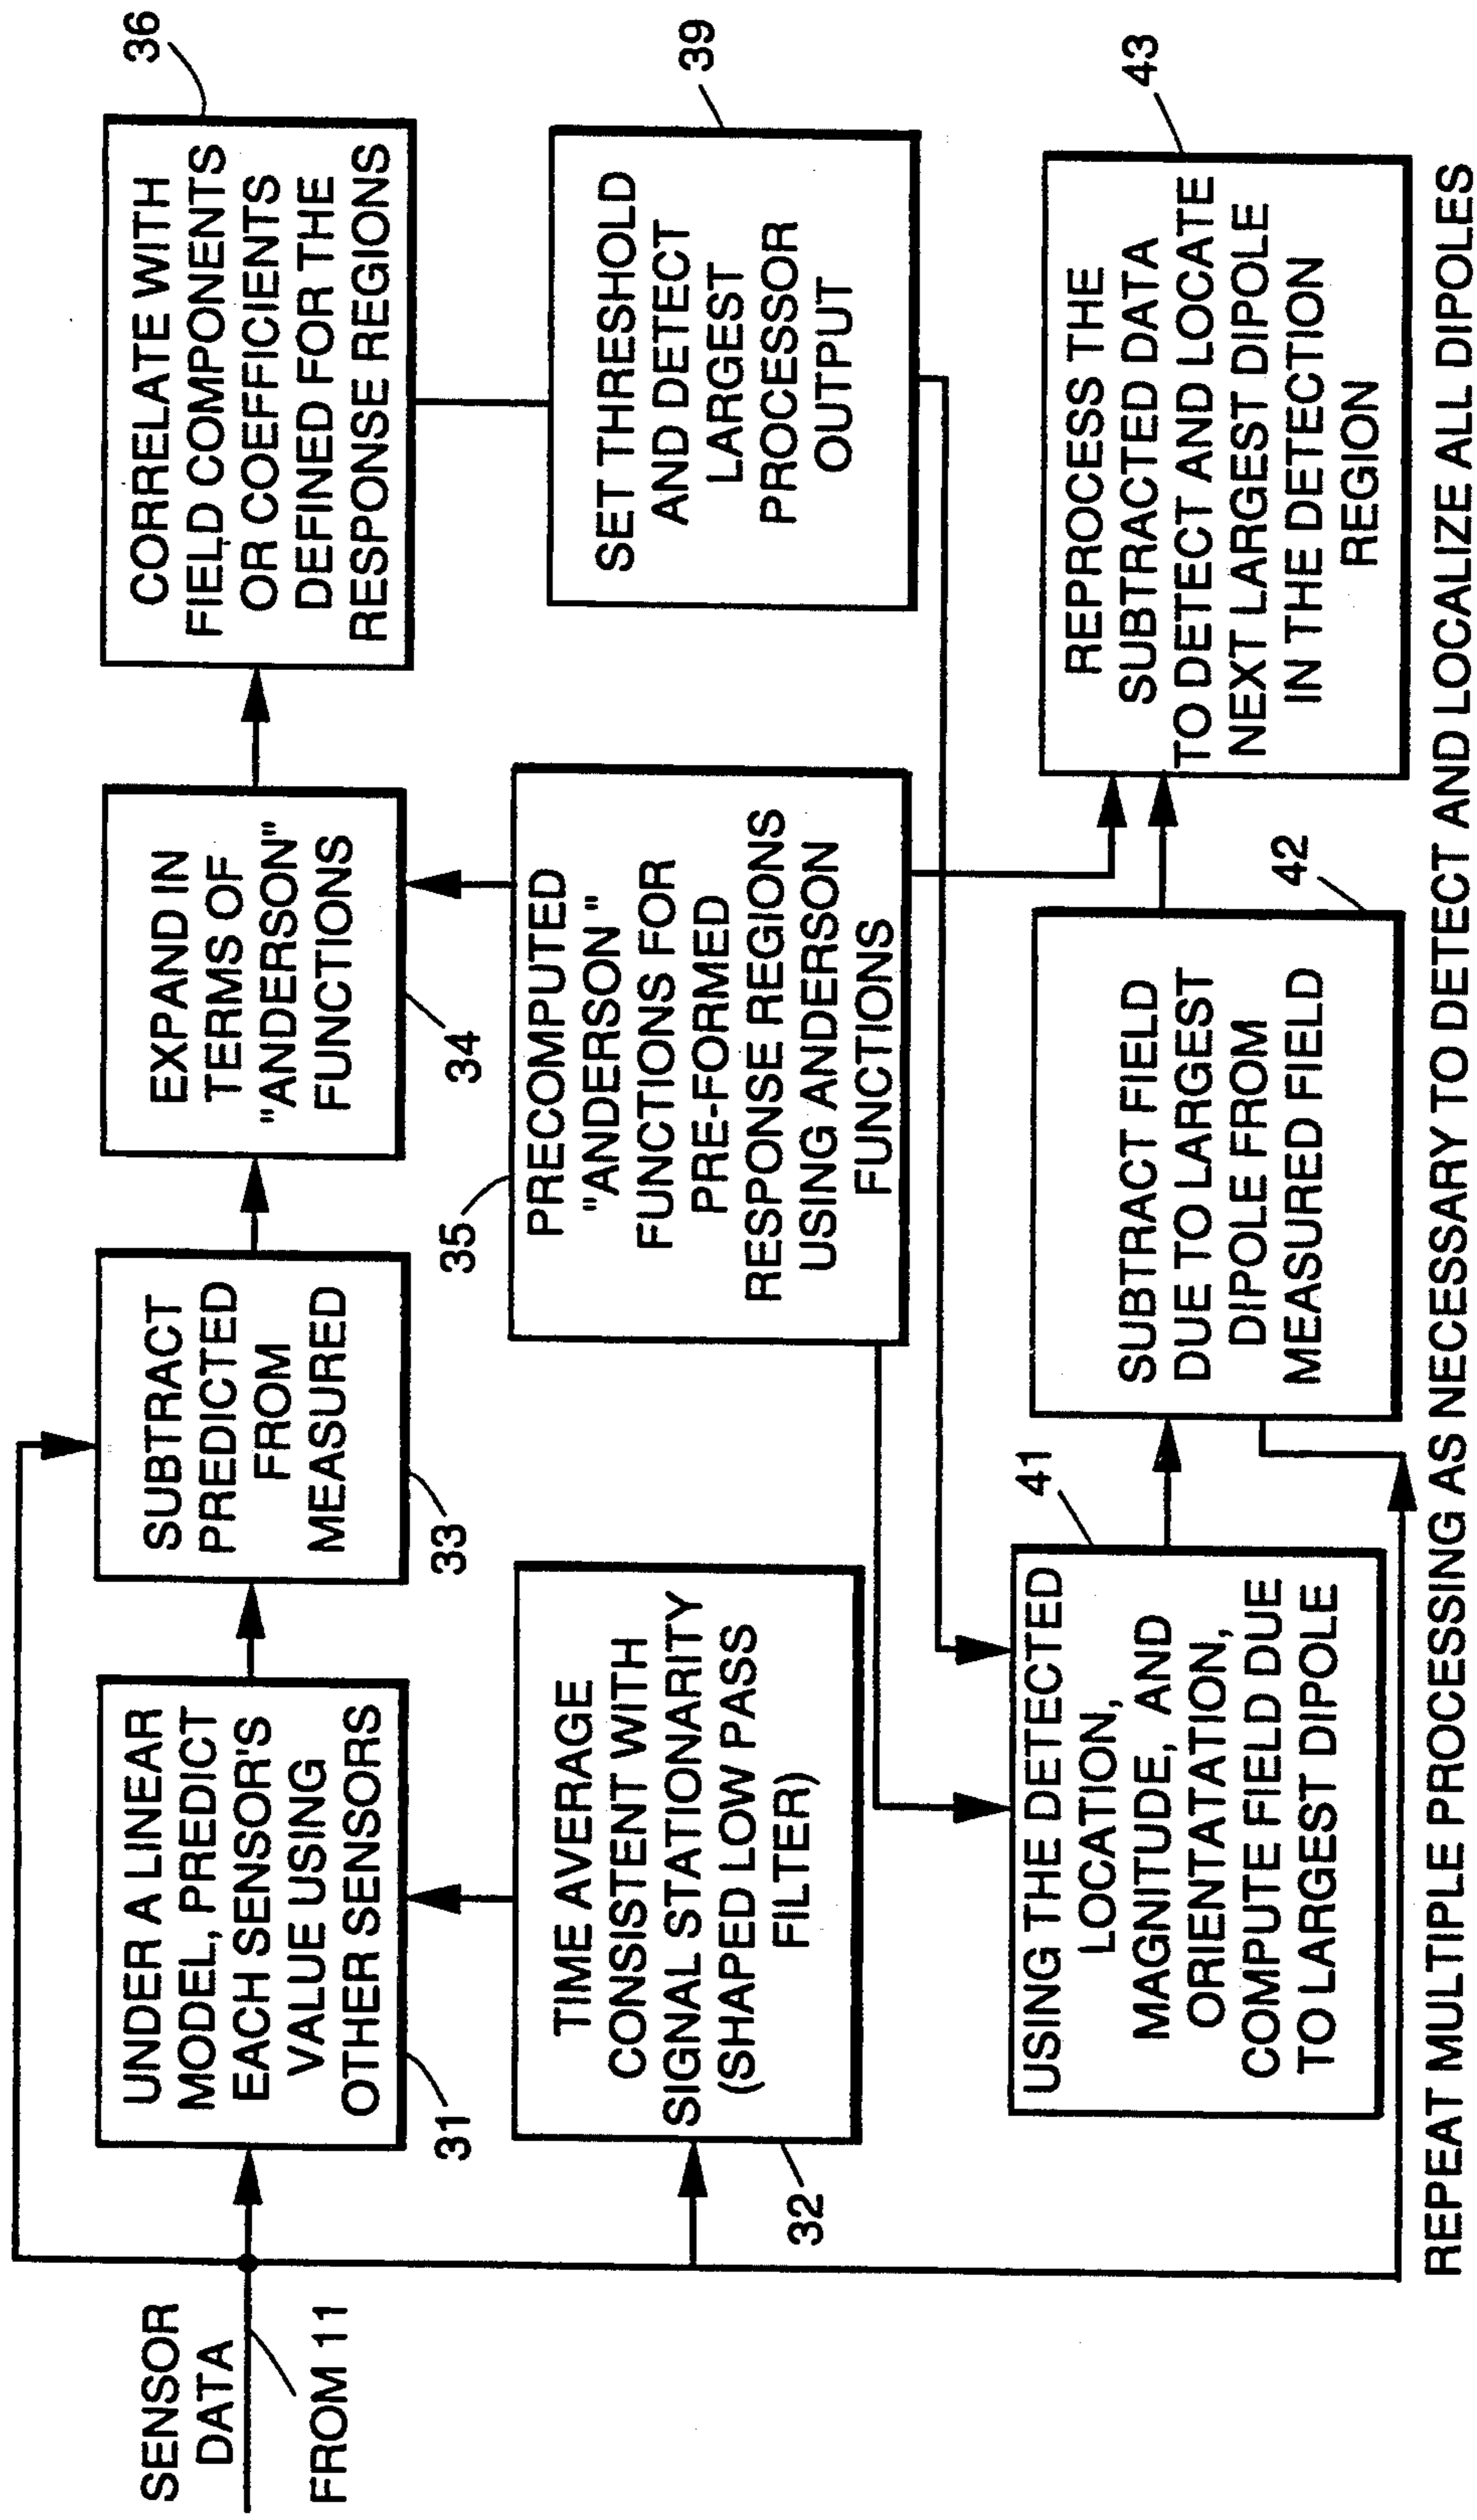 SENSOR
DATA
FROM 11
UNDER A LINEAR
MODEL, PREDICT
EACH SENSOR'S
VALUE USING
OTHER SENSORS
31
SUBTRACT
PREDICTED
FROM
MEASURED
33
EXPAND IN
TERMS OF
"ANDERSON"
FUNCTIONS
34
CORRELATE WITH
FIELD COMPONENTS
OR COEFFICIENTS
DEFINED FOR THE
RESPONSE REGIONS
36
TIME AVERAGE
CONSISTENT WITH
SIGNAL STATIONARITY
(SHAPED LOW PASS
FILTER)
32
35
PRECOMPUTED
"ANDERSON"
FUNCTIONS FOR
PRE-FORMED
RESPONSE REGIONS
USING ANDERSON
FUNCTIONS
SET THRESHOLD
AND DETECT
LARGEST
PROCESSOR
OUTPUT
39
USING THE DETECTED
LOCATION,
MAGNITUDE, AND
ORIENTATATION,
COMPUTE FIELD DUE
TO LARGEST DIPOLE
41
SUBTRACT FIELD
DUE TO LARGEST
DIPOLE FROM
MEASURED FIELD
42
REPROCESS THE
SUBTRACTED DATA
TO DETECT AND LOCATE
NEXT LARGEST DIPOLE
IN THE DETECTION
REGION
43
REPEAT MULTIPLE PROCESSING AS NECESSARY TO DETECT AND LOCALIZE ALL DIPOLES